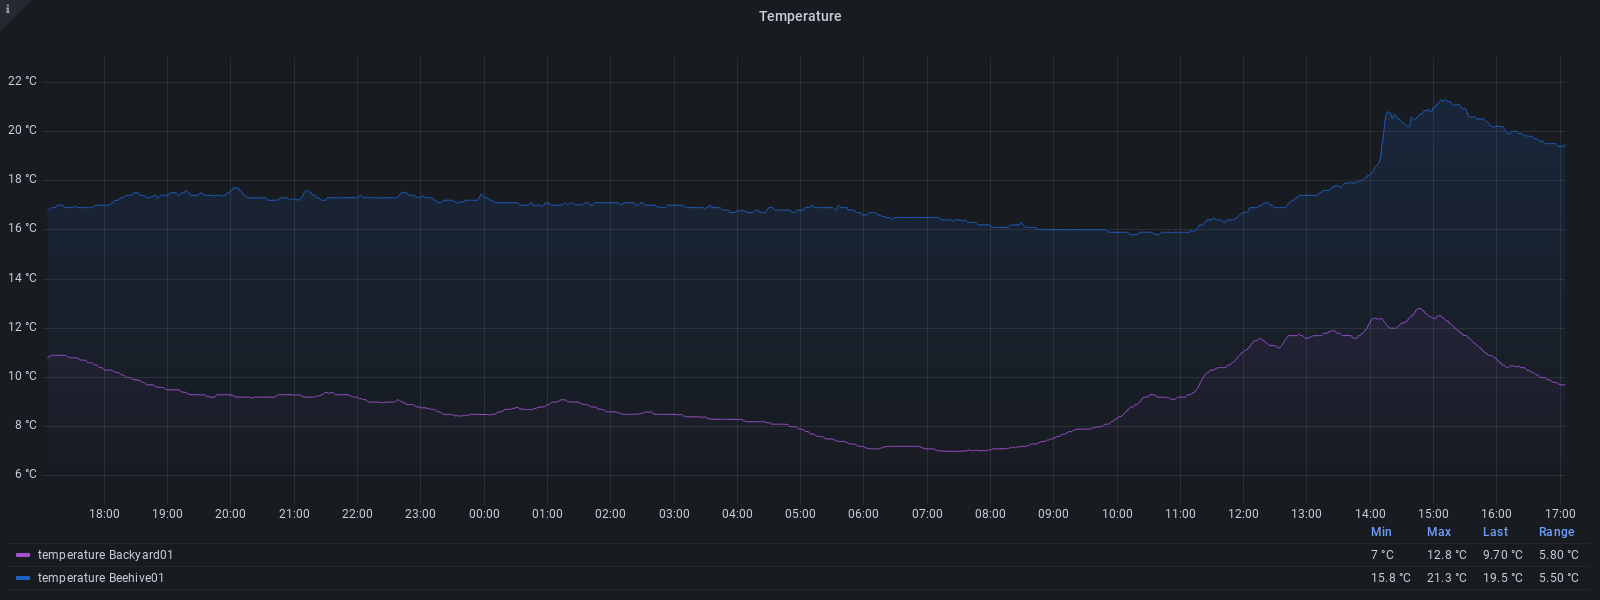 i
Temperature
22 °C
20 °C
18 °C
16 °C
14 °C
12 °C
10 °C
8 °C
6 °C
18:00 19:00 20:00 21:00 22:00 23:00 00:00 01:00 02:00 03:00 04:00 05:00 06:00 07:00 08:00 09:00 10:00 11:00 12:00 13:00 14:00 15:00 16:00 17:00
Min Max Last Range
temperature Backyard01 7 °C 12.8 °C 9.70 °C 5.80 °C
temperature Beehive01 15.8 °C 21.3 °C 19.5 °C 5.50 °C